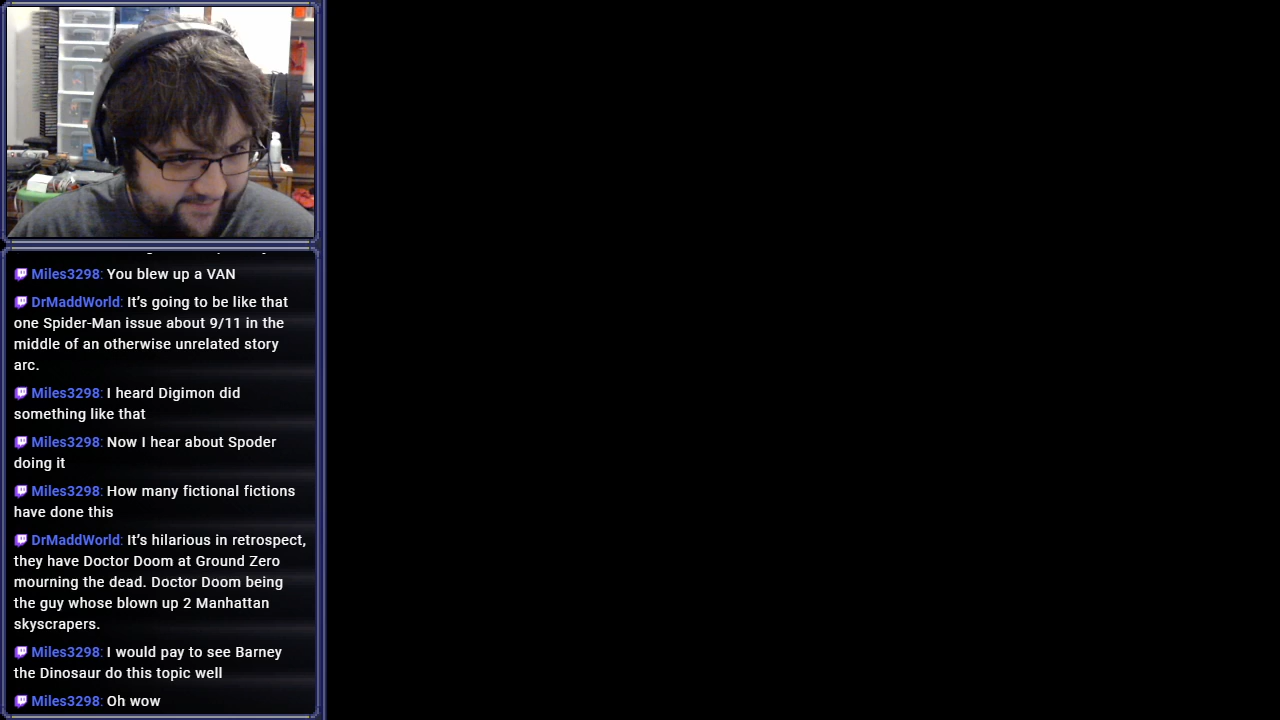 Miles3298: You blew up a VAN
DrMaddWorld: It's going to be like that
one Spider-Man issue about 9/11 in the
middle of an otherwise unrelated story
arc.
Miles3298: I heard Digimon did
something like that
Miles3298: Now I hear about Spoder
doing it
Miles3298: How many fictional fictions
have done this
DrMaddWorld: It's hilarious in retrospect,
they have Doctor Doom at Ground Zero
mourning the dead. Doctor Doom being
the guy whose blown up 2 Manhattan
skyscrapers.
Miles3298: I would pay to see Barney
the Dinosaur do this topic well
Miles3298: Oh wow